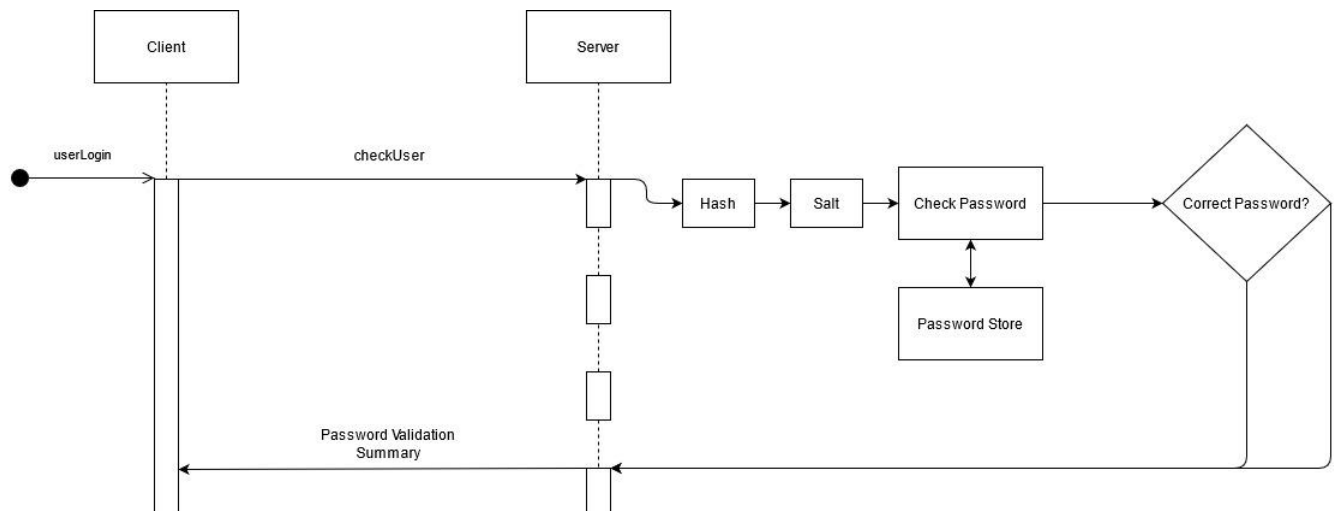 Client
Server
userLogin
checkUser
Hash
Salt
Check Password
Correct Password?
Password Store
Password Validation
Summary